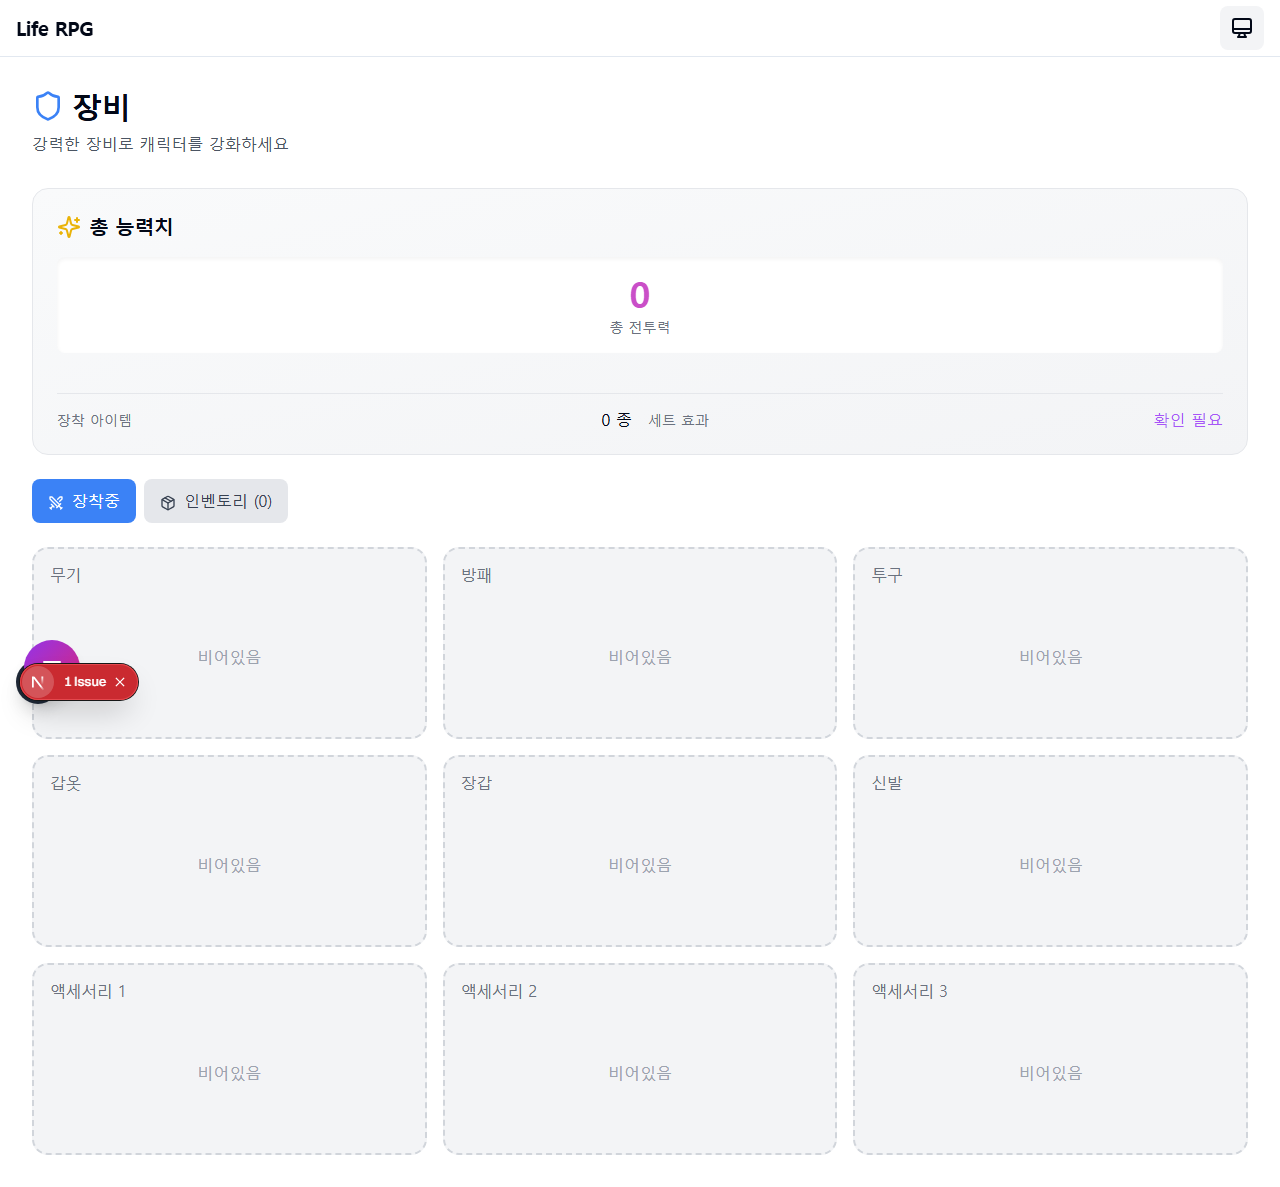 Life RPG
장비
강력한 장비로 캐릭터를 강화하세요
총 능력치
0
총 전투력
장착 아이템
0 종
세트 효과
확인 필요
장착중
인벤토리 (0)
무기
비어있음
방패
비어있음
투구
비어있음
N
1 Issue
갑옷
비어있음
장갑
비어있음
신발
비어있음
액세서리 1
비어있음
액세서리 2
비어있음
액세서리 3
비어있음